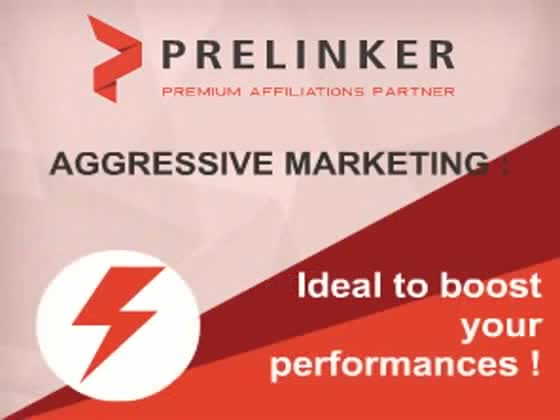 PRELINKER
PREMIUM AFFILIATIONS PARTNER
AGGRESSIVE MARKETING :
Ideal to boost
your
performances !